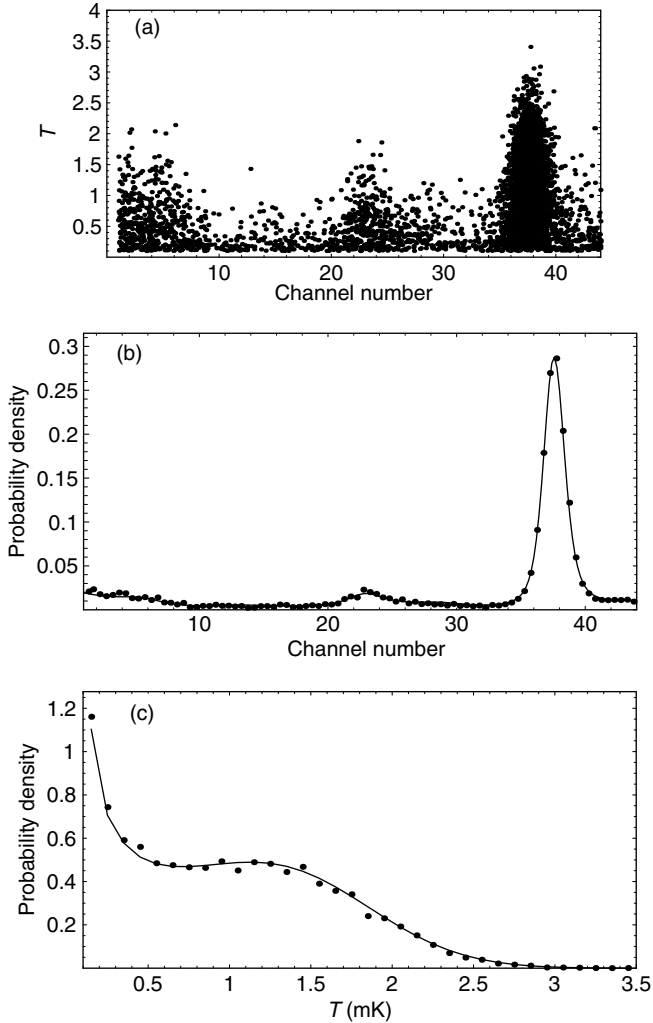 (a)
4
3.5
3
2.5
2
1.5
1
0.5
T
10 20 30 40
Channel number
(b)
0.3
0.25
0.2
0.15
0.1
0.05
Probability density
10 20 30 40
Channel number
(c)
1.2
1
0.8
0.6
0.4
0.2
Probability density
0.5 1 1.5 2 2.5 3 3.5
T (mK)